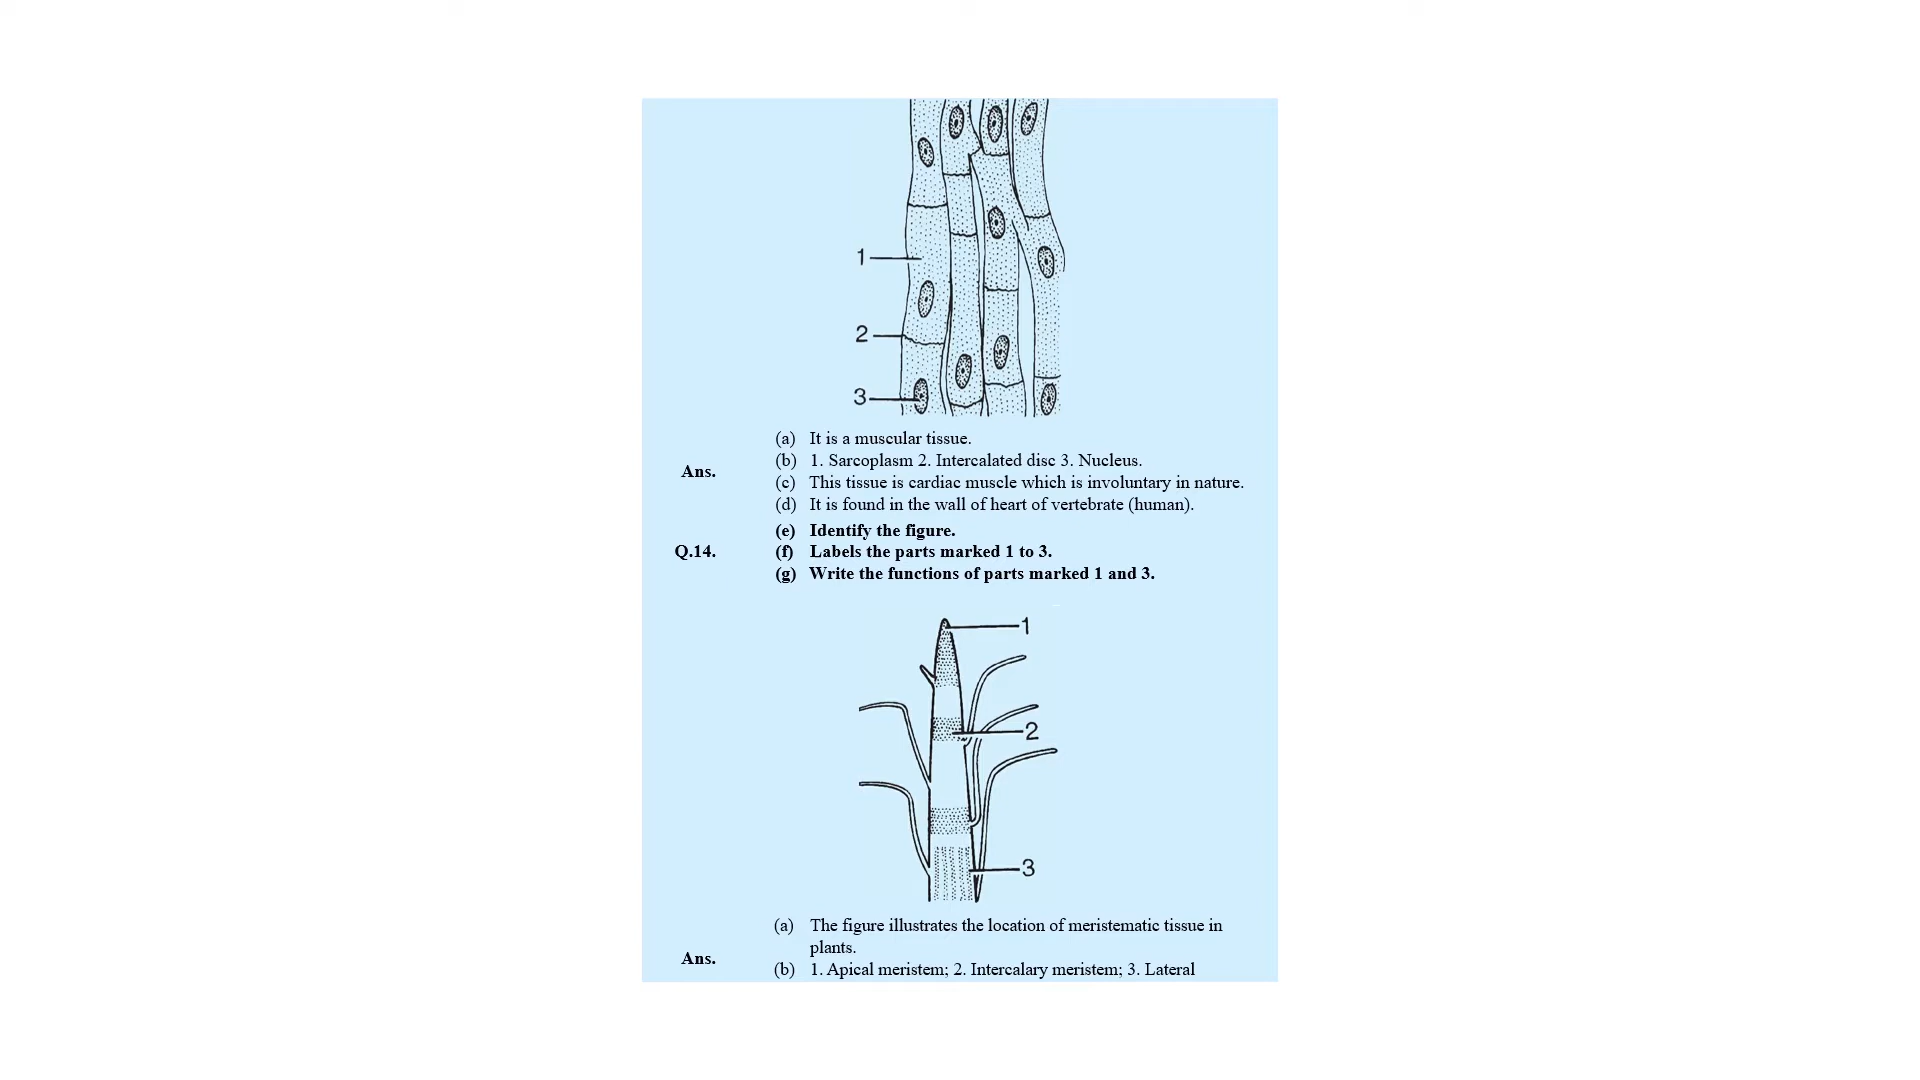 1
2
3
(a) It is a muscular tissue.
(b) 1. Sarcoplasm 2. Intercalated disc 3. Nucleus.
Ans.
(c) This tissue is cardiac muscle which is involuntary in nature.
(d) It is found in the wall of heart of vertebrate (human).
(e) Identify the figure.
Q.14. (f) Labels the parts marked 1 to 3.
(g) Write the functions of parts marked 1 and 3.
1
2
3
(a) The figure illustrates the location of meristematic tissue in
plants.
Ans.
(b) 1. Apical meristem; 2. Intercalary meristem; 3. Lateral